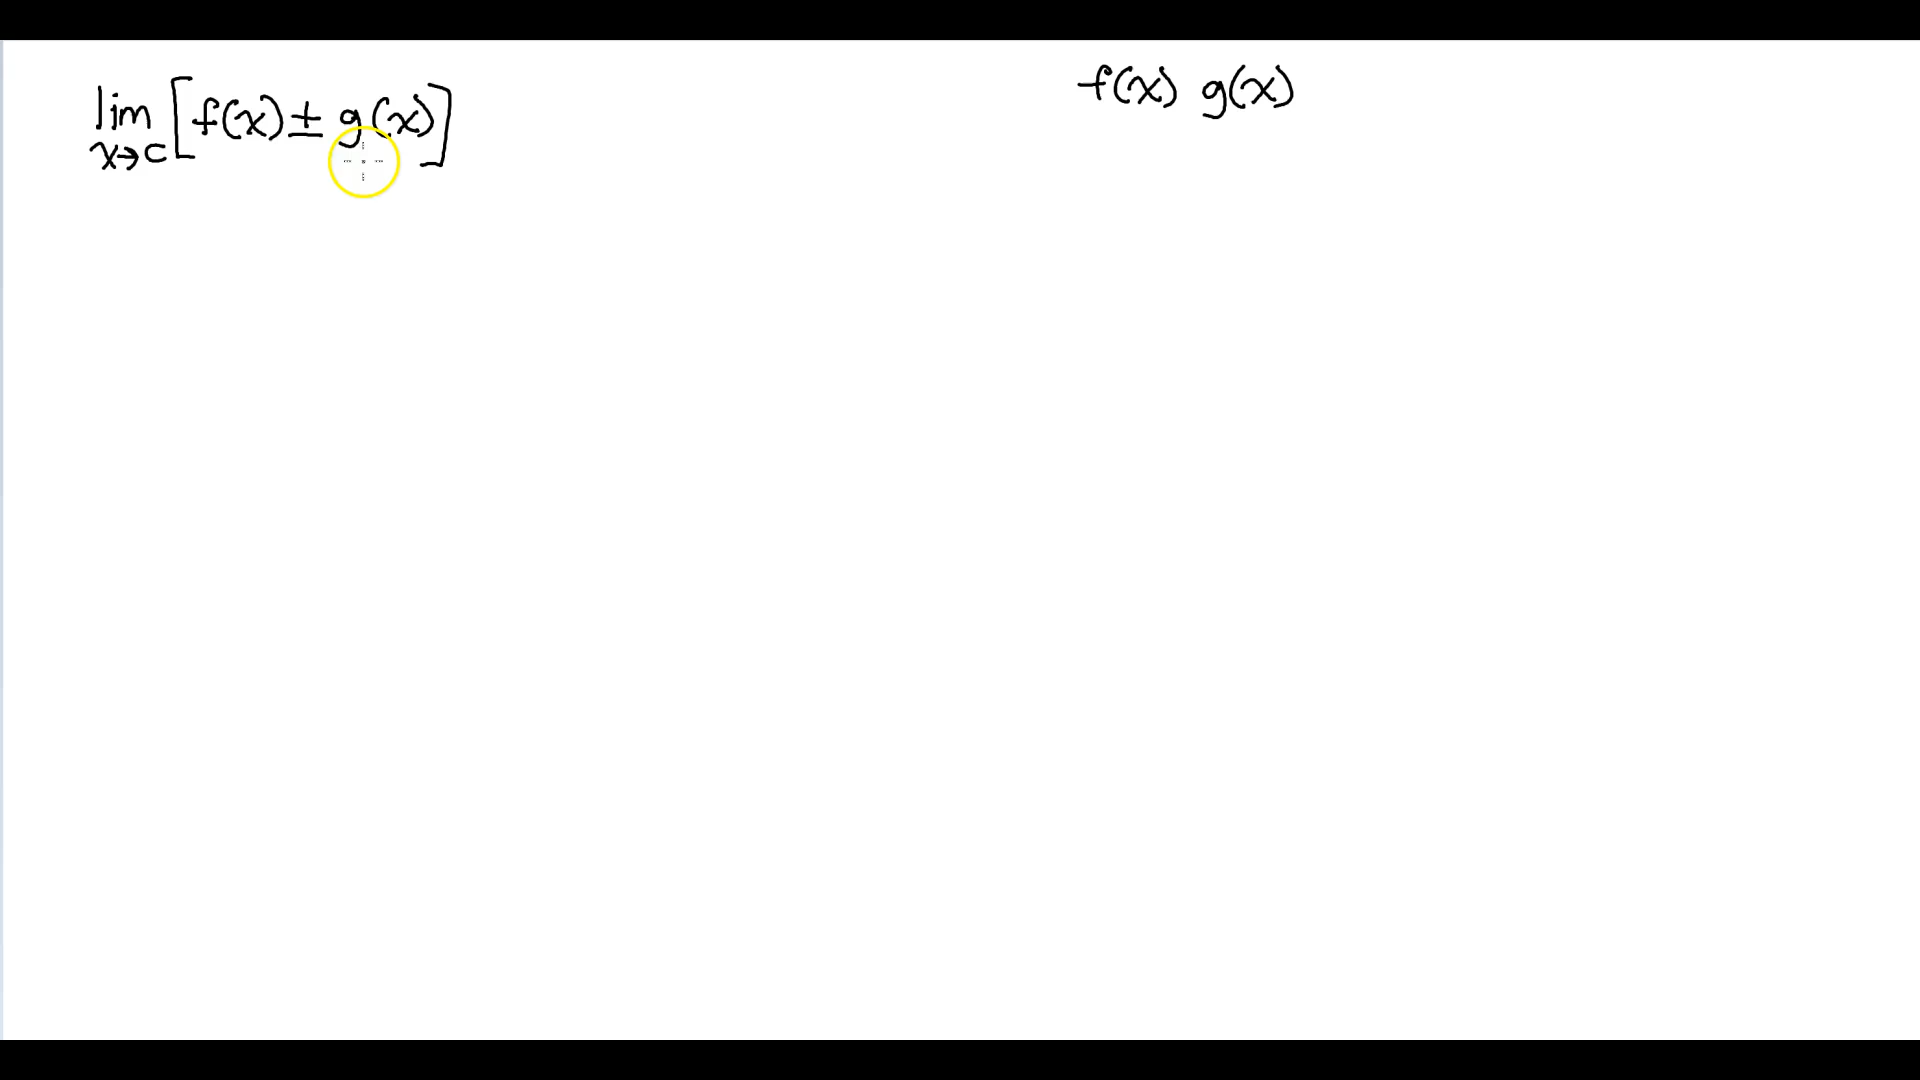 lim x→c [f(x) ± g(x)]
f(x) g(x)